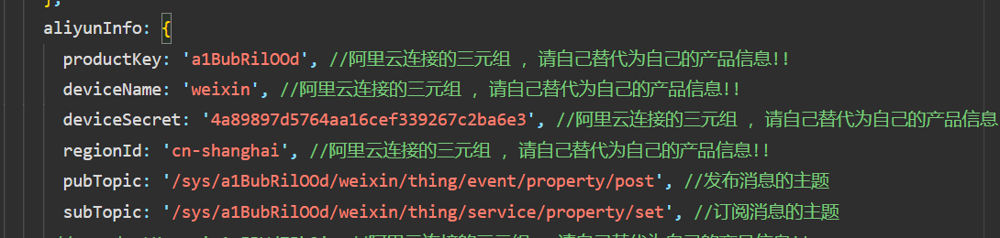 };
aliyunInfo: {
productKey: 'a1BubRilOOd', //阿里云连接的三元组 ，请自己替代为自己的产品信息!!
deviceName: 'weixin', //阿里云连接的三元组 ，请自己替代为自己的产品信息!!
deviceSecret: '4a89897d5764aa16cef339267c2ba6e3', //阿里云连接的三元组 ，请自己替代为自己的产品信息
regionId: 'cn-shanghai', //阿里云连接的三元组 ，请自己替代为自己的产品信息!!
pubTopic: '/sys/a1BubRilOOd/weixin/thing/event/property/post', //发布消息的主题
subTopic: '/sys/a1BubRilOOd/weixin/thing/service/property/set', //订阅消息的主题